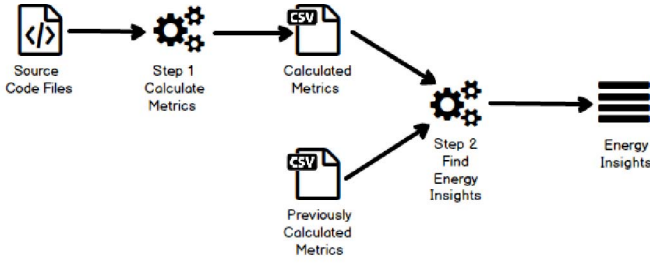 </>
Source
Code Files
Step 1
Calculate
Metrics
CSV
Calculated
Metrics
CSV
Previously
Calculated
Metrics
Step 2
Find
Energy
Insights
Energy
Insights